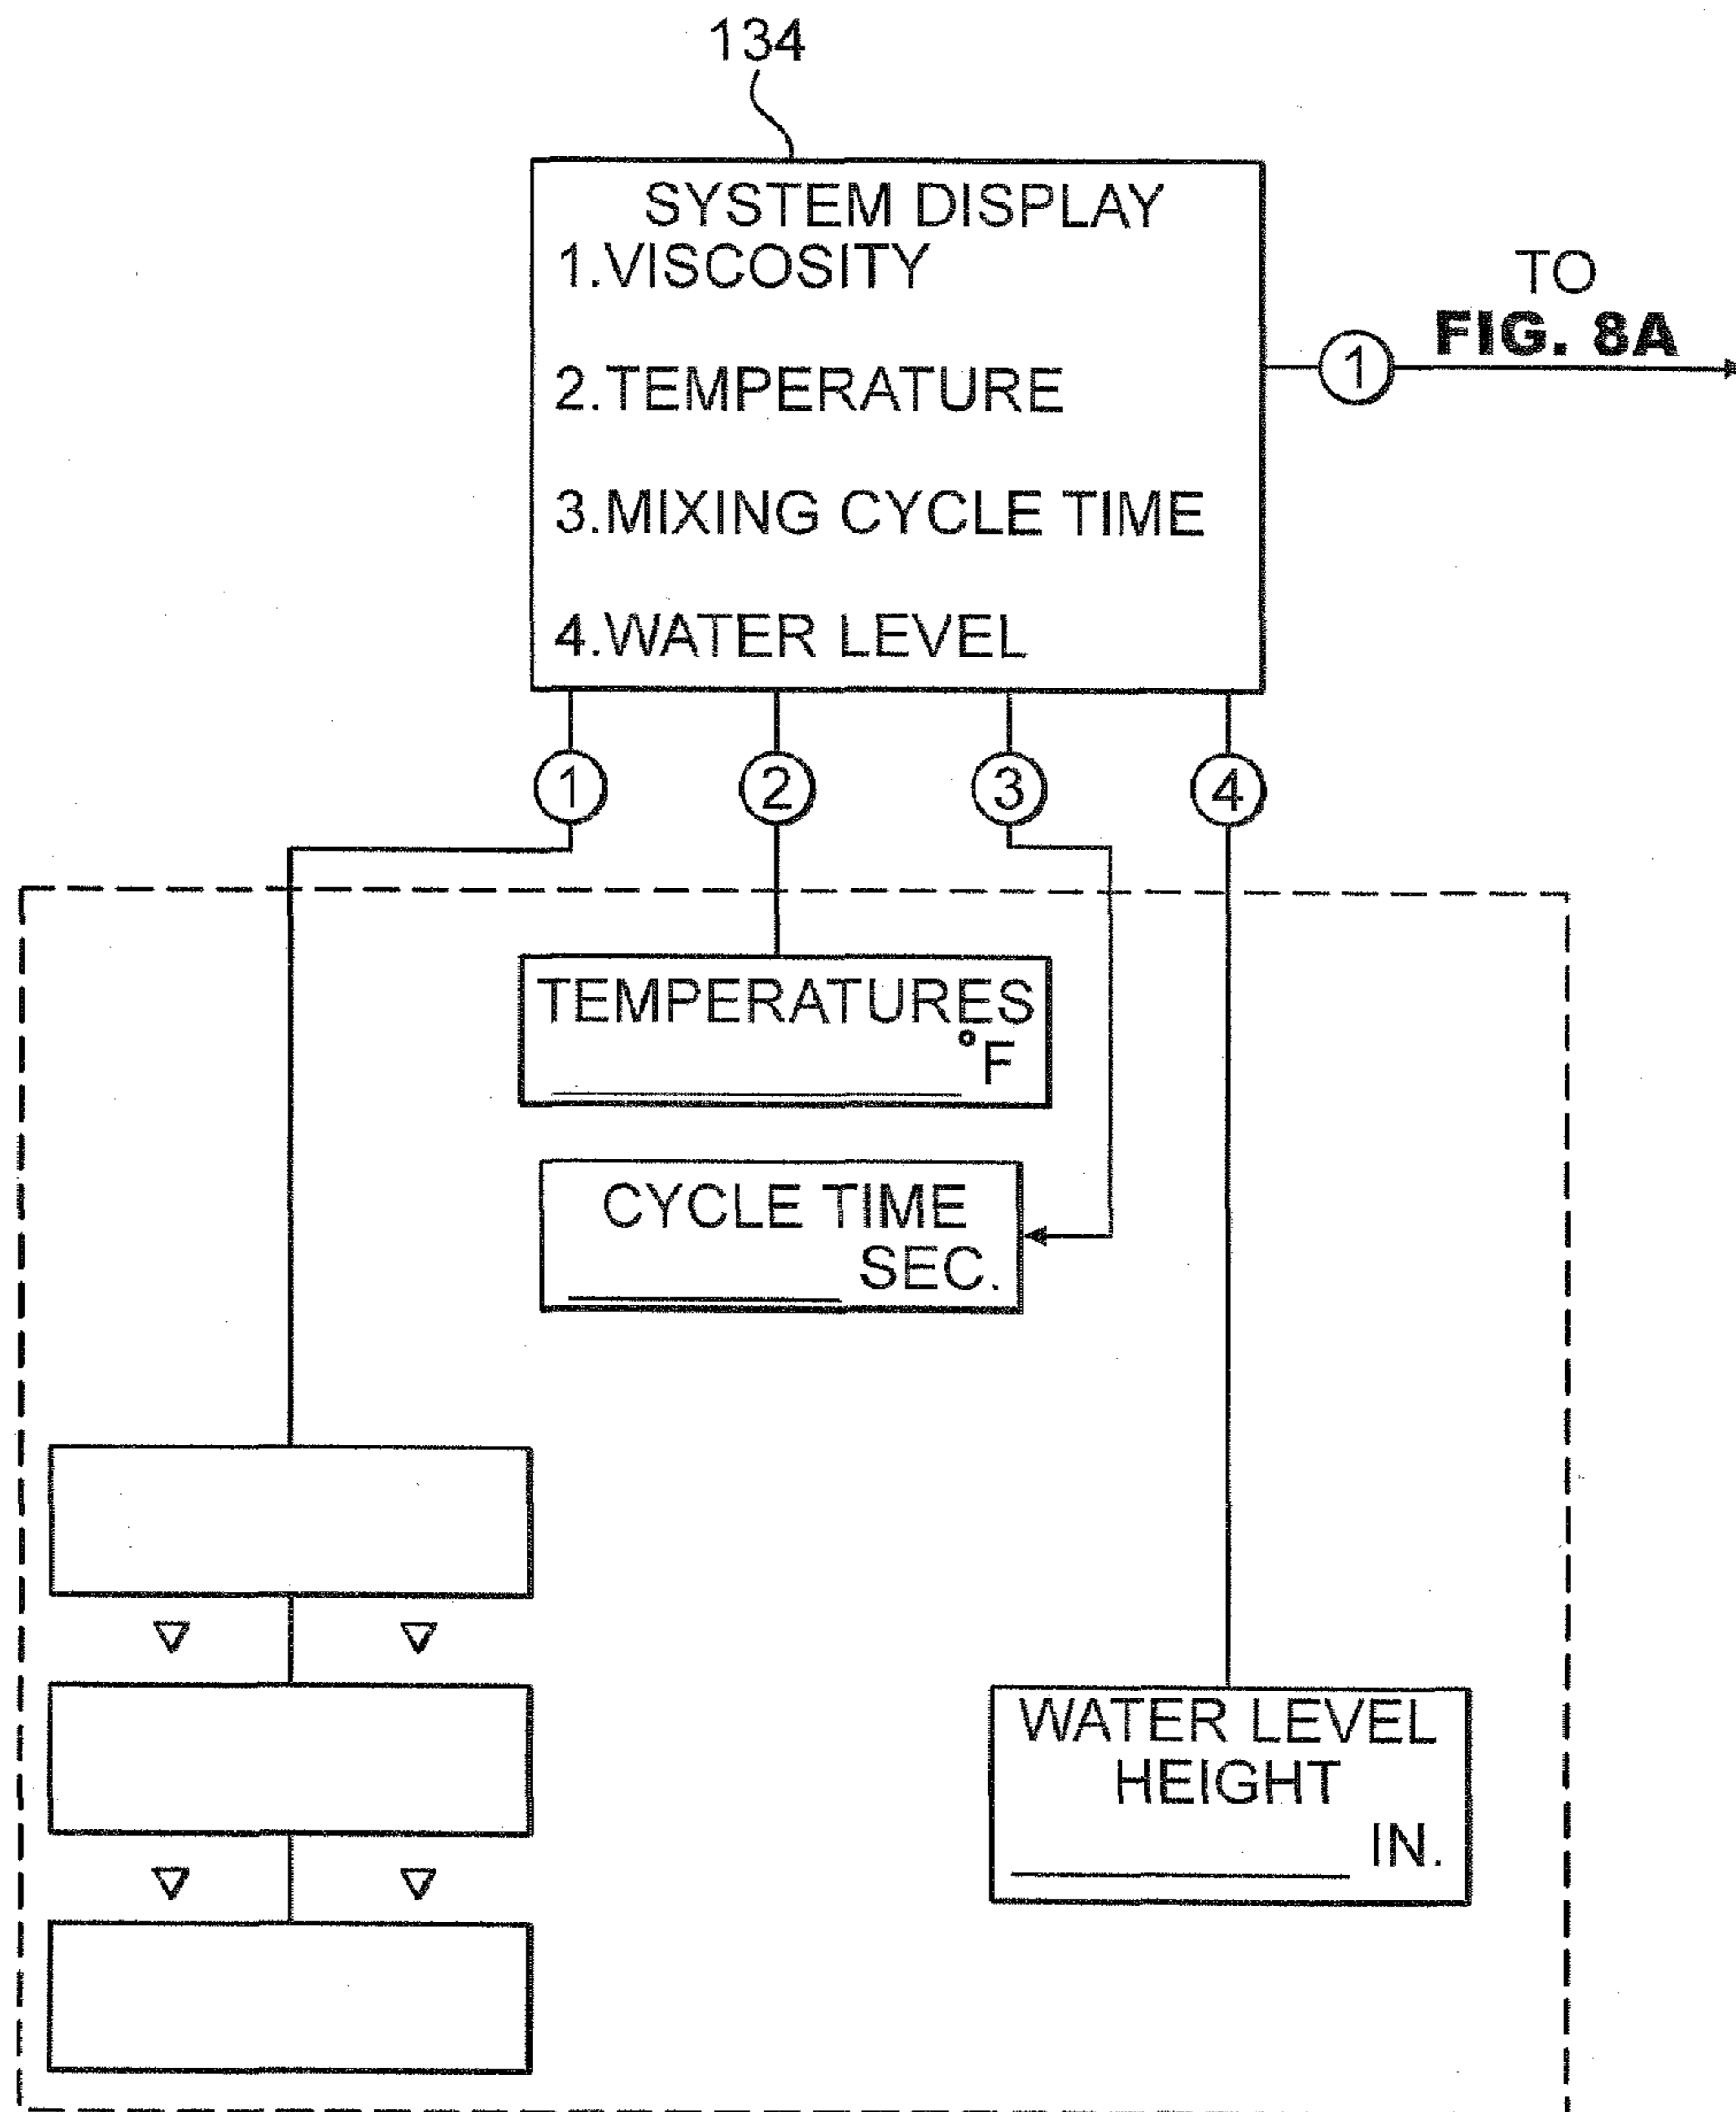 134
SYSTEM DISPLAY
1.VISCOSITY
2.TEMPERATURE
3.MIXING CYCLE TIME
4.WATER LEVEL
TO
FIG. 8A
1
1
2
3
4
TEMPERATURES
°F
CYCLE TIME
SEC.
WATER LEVEL
HEIGHT
IN.